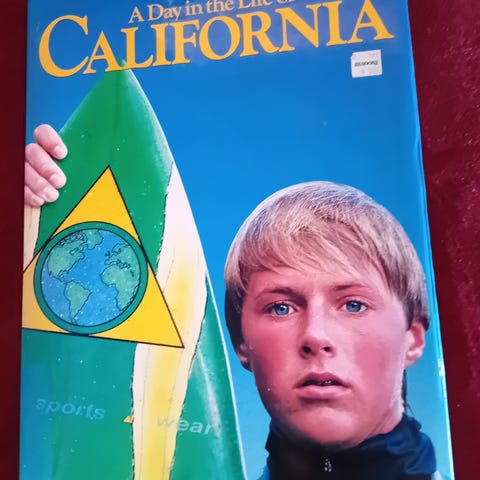 A Day in the Life of
CALIFORNIA
sports wear